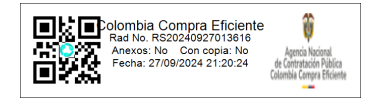 Colombia Compra Eficiente
Rad No. RS20240927013616
Anexos: No Con copia: No
Fecha: 27/09/2024 21:20:24
Agencia Nacional
de Contratación Pública
Colombia Compra Eficiente